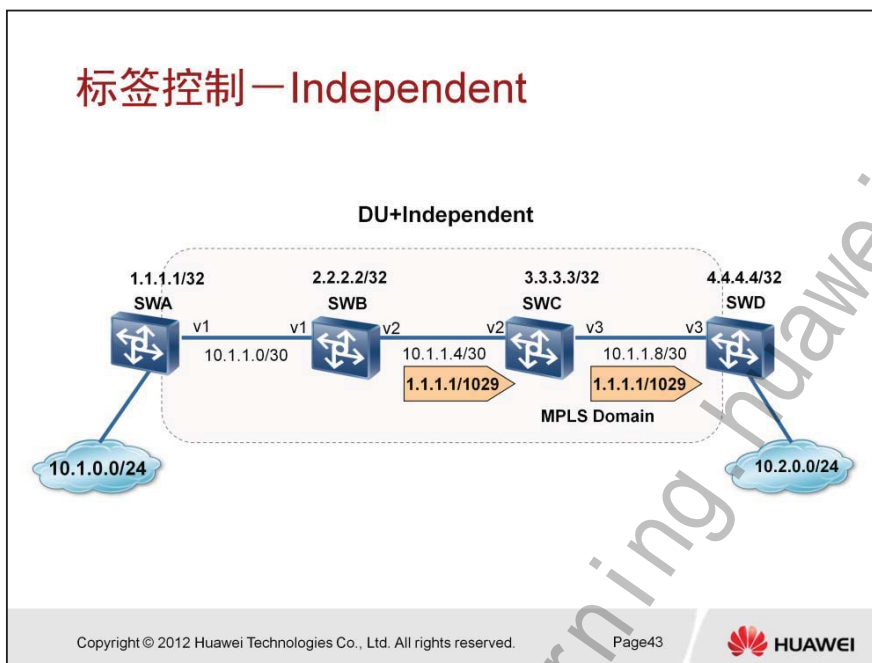 标签控制－Independent
DU+Independent
1.1.1.1/32
2.2.2.2/32
3.3.3.3/32
4.4.4.4/32
SWA
SWB
SWC
SWD
v1
v1
v2
v2
v3
v3
10.1.1.0/30
10.1.1.4/30
10.1.1.8/30
1.1.1.1/1029
1.1.1.1/1029
MPLS Domain
10.1.0.0/24
10.2.0.0/24
Copyright © 2012 Huawei Technologies Co., Ltd. All rights reserved.
Page43
HUAWEI
rning.huawei.